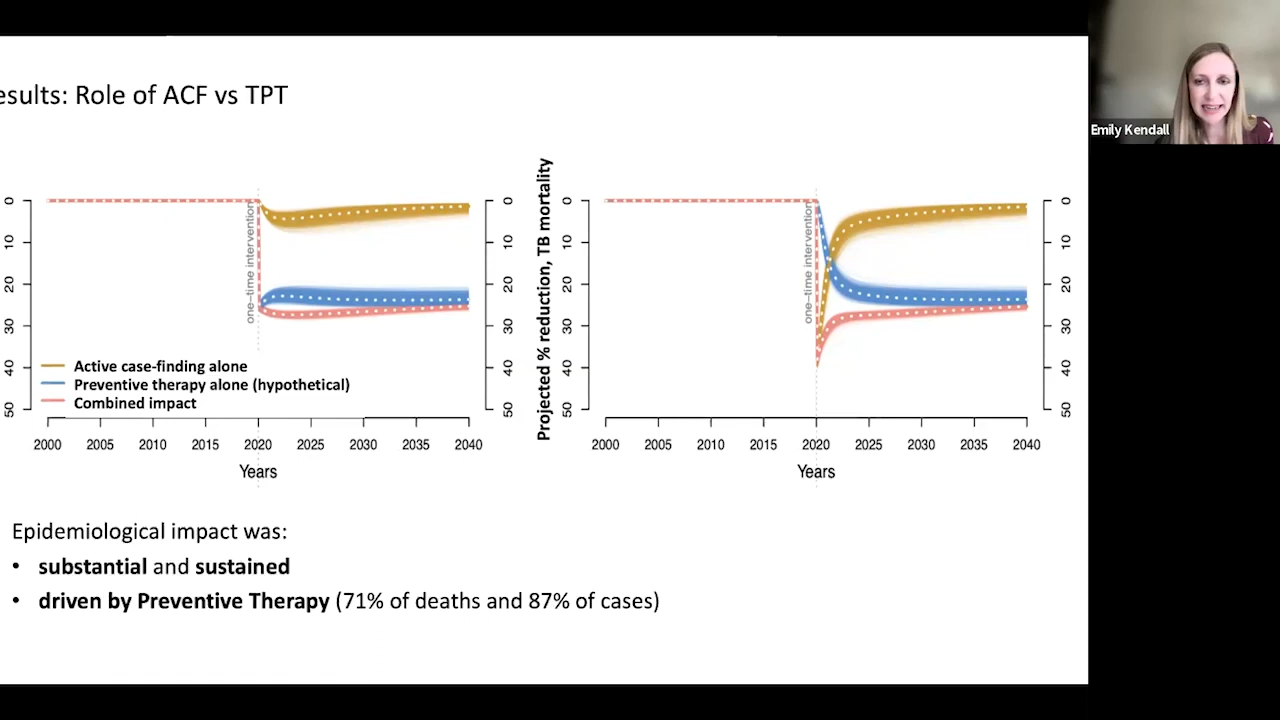 esults: Role of ACF vs TPT
Emily Kendall
0
10
20
30
40
50
one-time intervention
Active case-finding alone
Preventive therapy alone (hypothetical)
Combined impact
0
10
20
30
40
50
2000 2005 2010 2015 2020 2025 2030 2035 2040
Years
Projected % reduction, TB mortality
0
10
20
30
40
50
one-time intervention
0
10
20
30
40
50
2000 2005 2010 2015 2020 2025 2030 2035 2040
Years
Epidemiological impact was:
• substantial and sustained
• driven by Preventive Therapy (71% of deaths and 87% of cases)